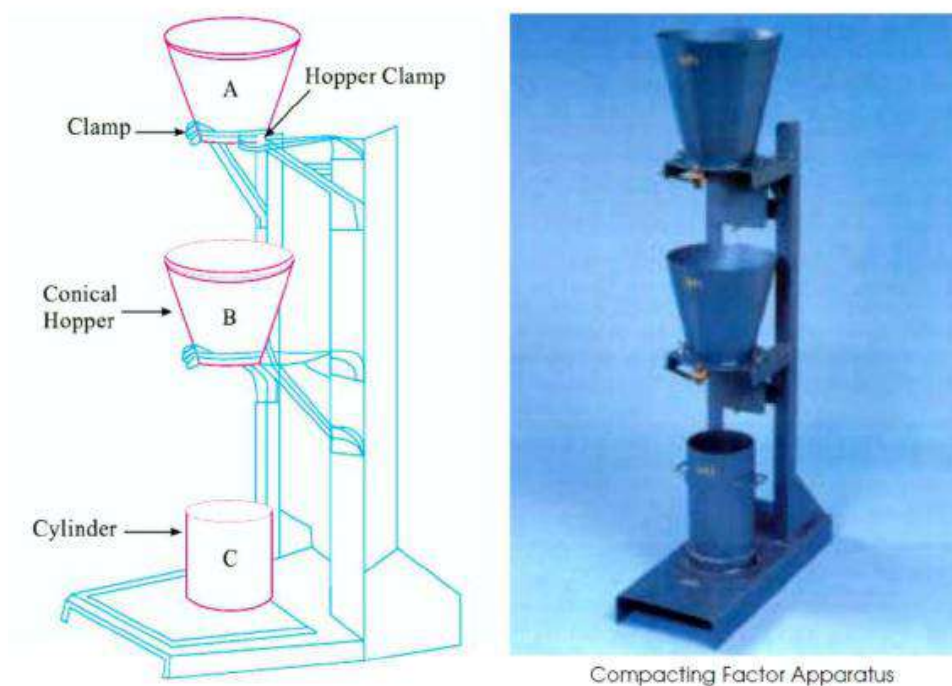 A
Hopper Clamp
Clamp
Conical
Hopper
B
Cylinder
C
Compacting Factor Apparatus